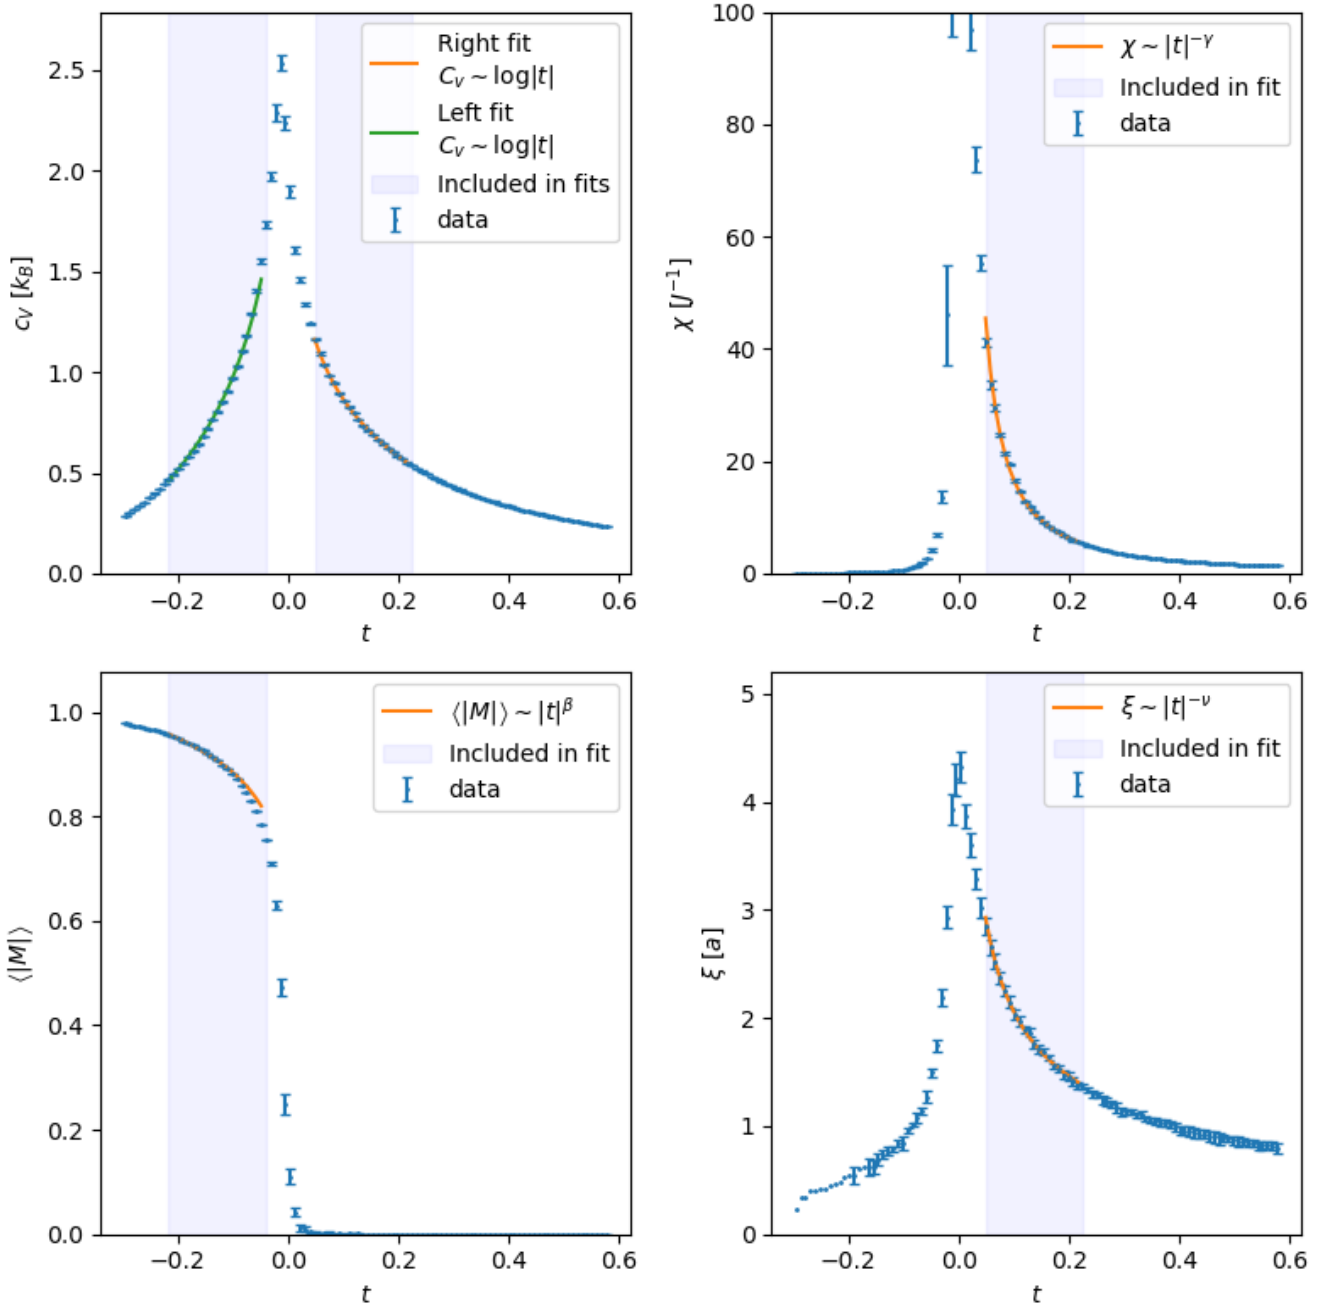 2.5
2.0
1.5
1.0
0.5
0.0
c_V [k_B]
−0.2 0.0 0.2 0.4 0.6
t
Right fit
C_v ~ log|t|
Left fit
C_v ~ log|t|
Included in fits
data
100
80
60
40
20
0
χ [J⁻¹]
−0.2 0.0 0.2 0.4 0.6
t
χ ~ |t|^{−γ}
Included in fit
data
1.0
0.8
0.6
0.4
0.2
0.0
⟨|M|⟩
−0.2 0.0 0.2 0.4 0.6
t
⟨|M|⟩ ~ |t|^β
Included in fit
data
5
4
3
2
1
0
ξ [a]
−0.2 0.0 0.2 0.4 0.6
t
ξ ~ |t|^{−ν}
Included in fit
data